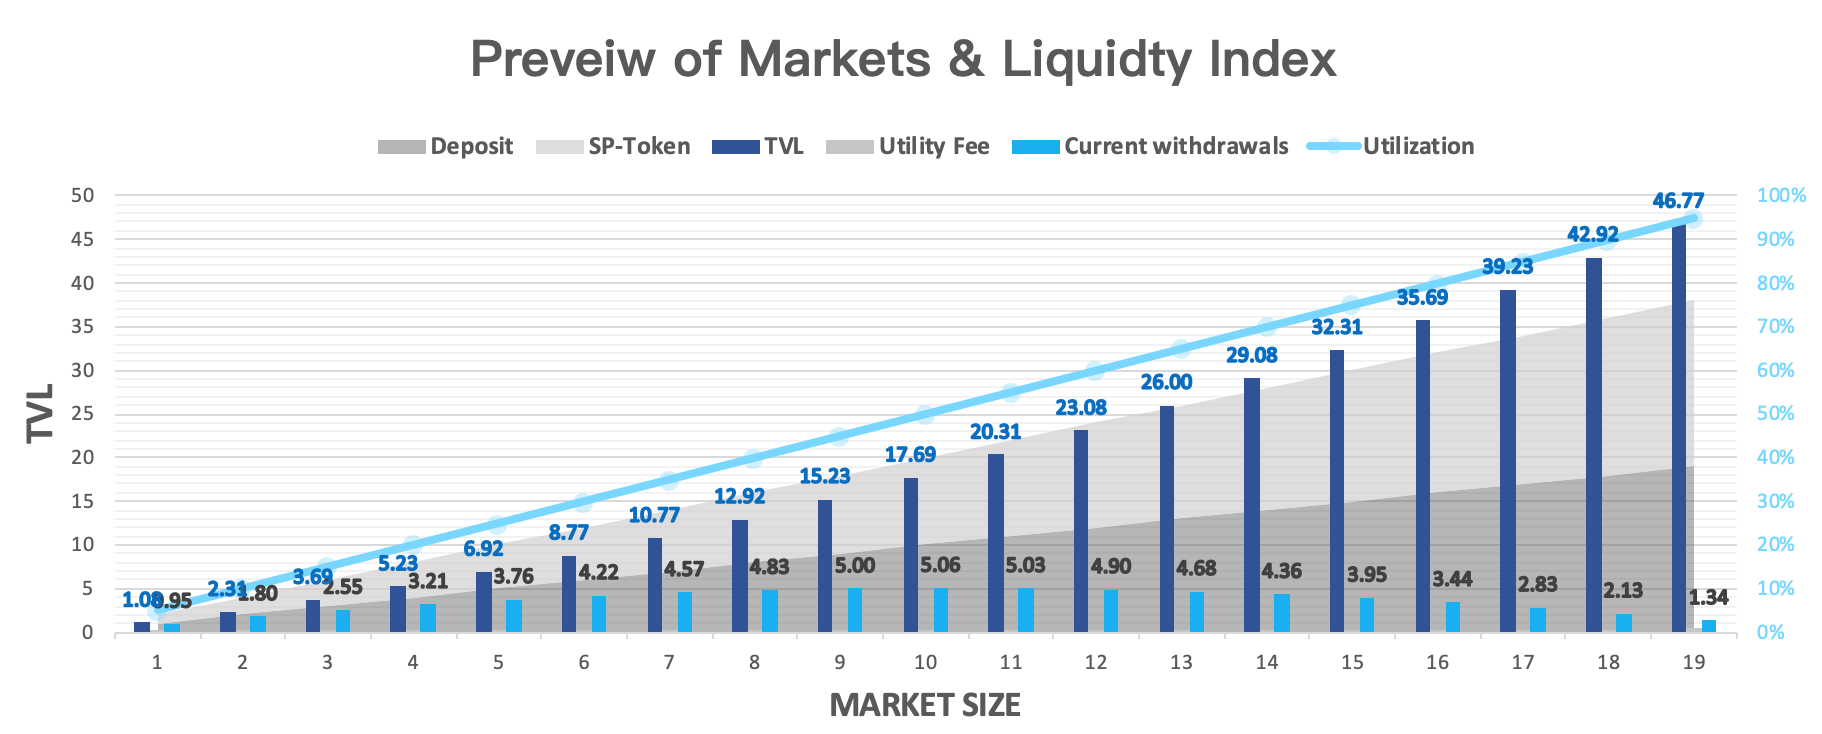 Preveiw of Markets & Liquidty Index
Deposit SP-Token TVL Utility Fee Current withdrawals Utilization
50 46.77 100%
45 42.92 90%
39.23
40 35.69 80%
35 32.31 70%
29.08
30 26.00 60%
25 23.08 50%
20.31
20 17.69 40%
15.23
15 12.92 30%
10.77
10 8.77 20%
6.92
5.23
3.69 2.55 3.21 3.76 4.22 4.57 4.83 5.00 5.06 5.03 4.90 4.68 4.36 3.95 3.44 2.83 2.13 1.34
5 2.31 1.80 10%
1.08 0.95
0 0%
1 2 3 4 5 6 7 8 9 10 11 12 13 14 15 16 17 18 19
TVL
MARKET SIZE